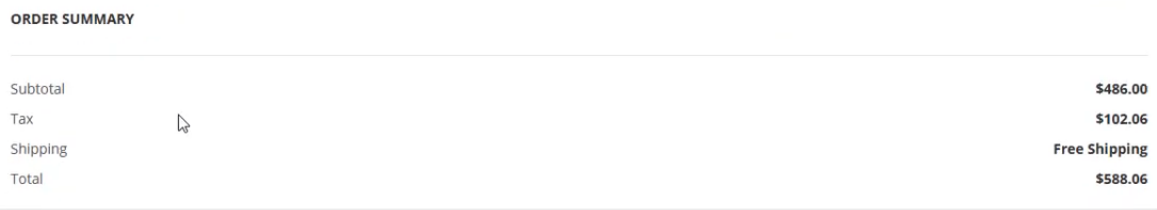 ORDER SUMMARY
Subtotal $486.00
Tax $102.06
Shipping Free Shipping
Total $588.06